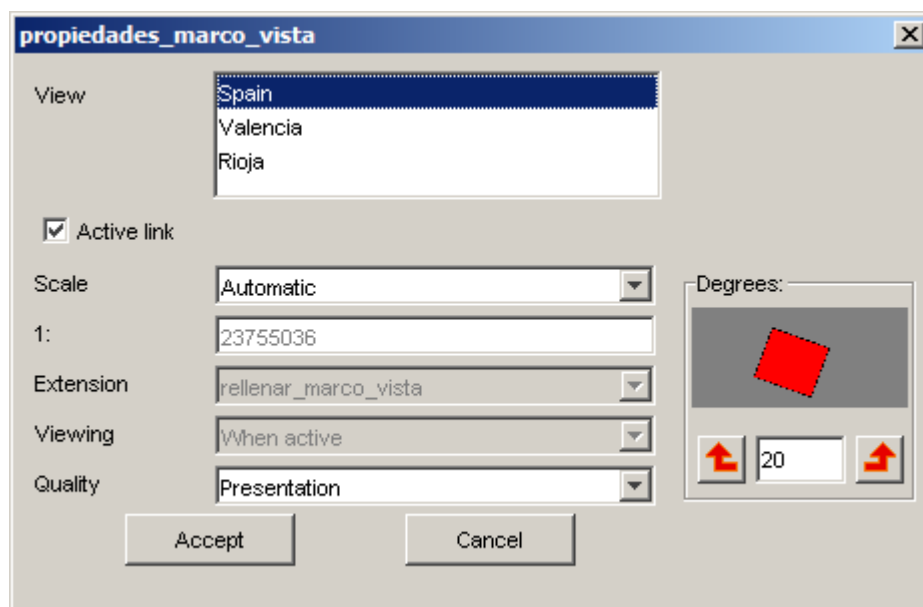 propiedades_marco_vista
View
Spain
Valencia
Rioja
Active link
Scale
Automatic
1:
23755036
Extension
rellenar_marco_vista
Viewing
When active
Quality
Presentation
Degrees:
20
Accept
Cancel